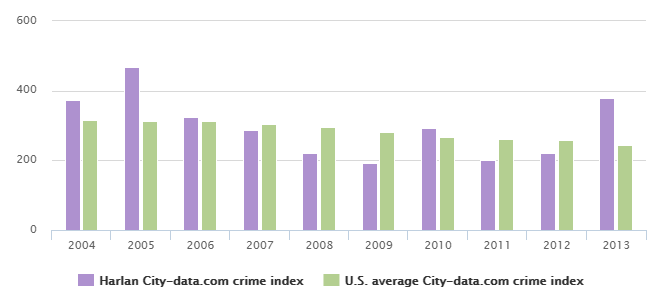 600
400
200
0
2004 2005 2006 2007 2008 2009 2010 2011 2012 2013
Harlan City-data.com crime index U.S. average City-data.com crime index